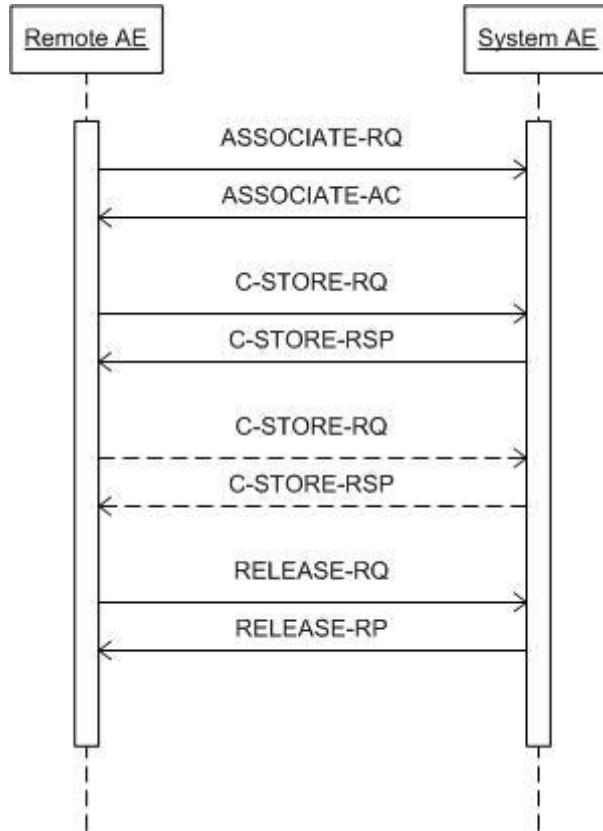 Remote AE
System AE
ASSOCIATE-RQ
ASSOCIATE-AC
C-STORE-RQ
C-STORE-RSP
C-STORE-RQ
C-STORE-RSP
RELEASE-RQ
RELEASE-RP